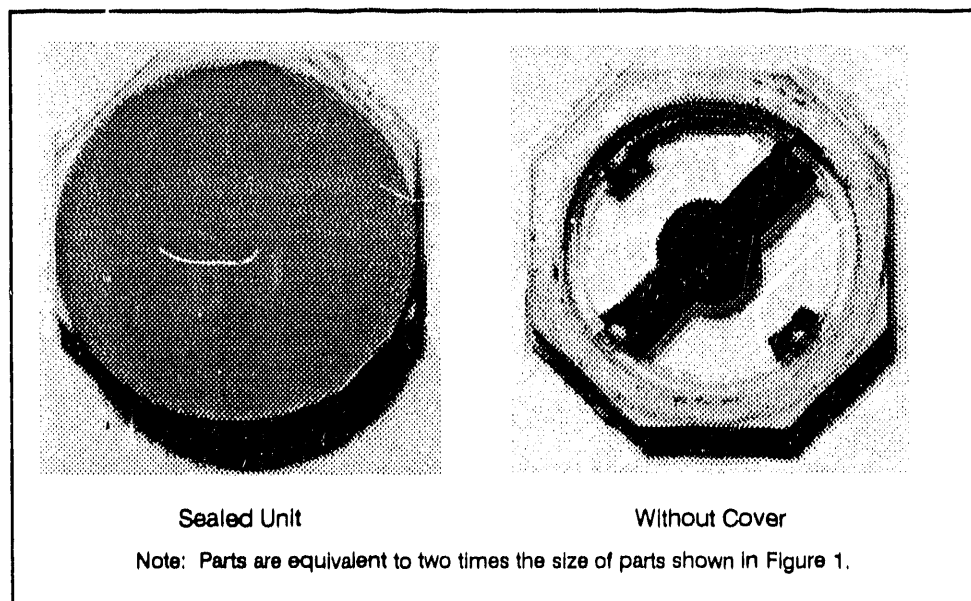 Sealed Unit
Without Cover
Note: Parts are equivalent to two times the size of parts shown in Figure 1.